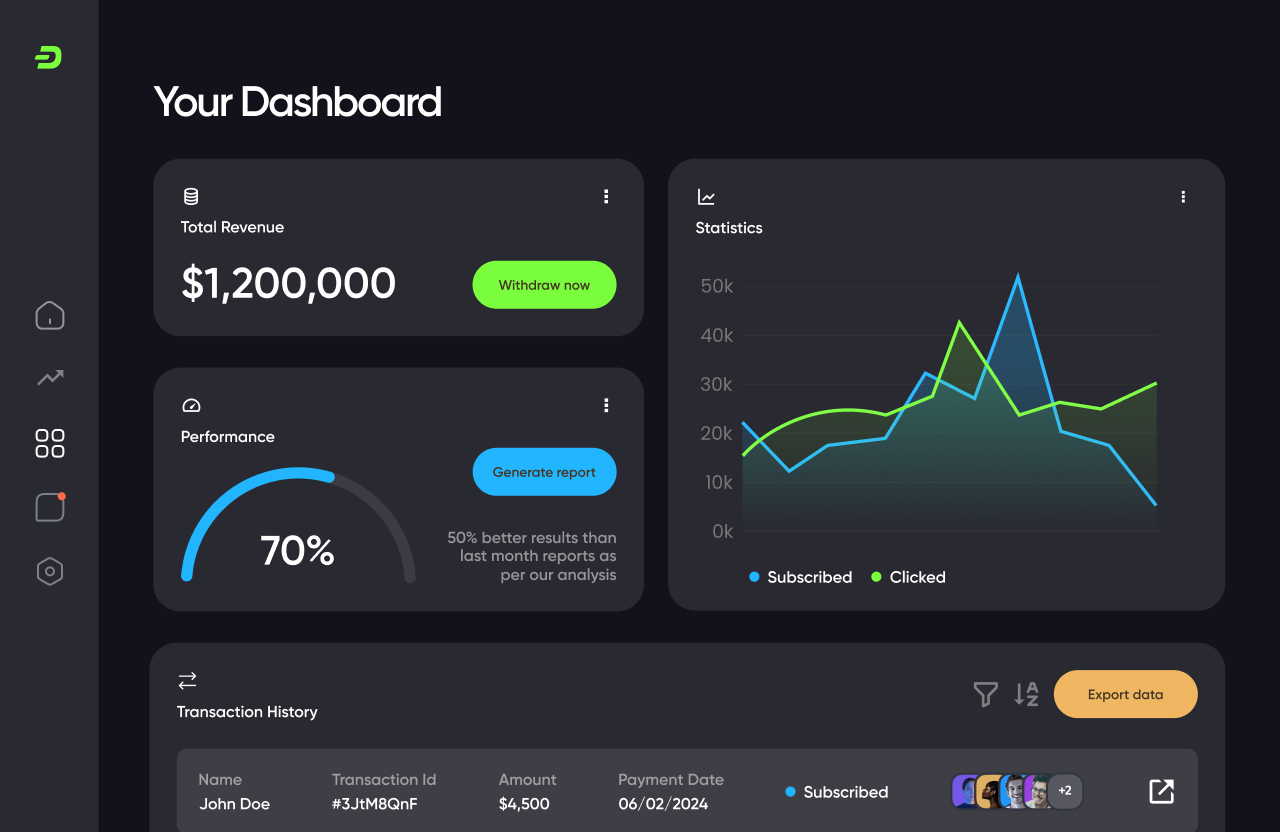 Your Dashboard
Total Revenue
$1,200,000
Withdraw now
Performance
Generate report
70%
50% better results than
last month reports as
per our analysis
Statistics
50k
40k
30k
20k
10k
0k
Subscribed
Clicked
Transaction History
A
Z
Export data
Name
Transaction Id
Amount
Payment Date
John Doe
#3JtM8QnF
$4,500
06/02/2024
Subscribed
+2